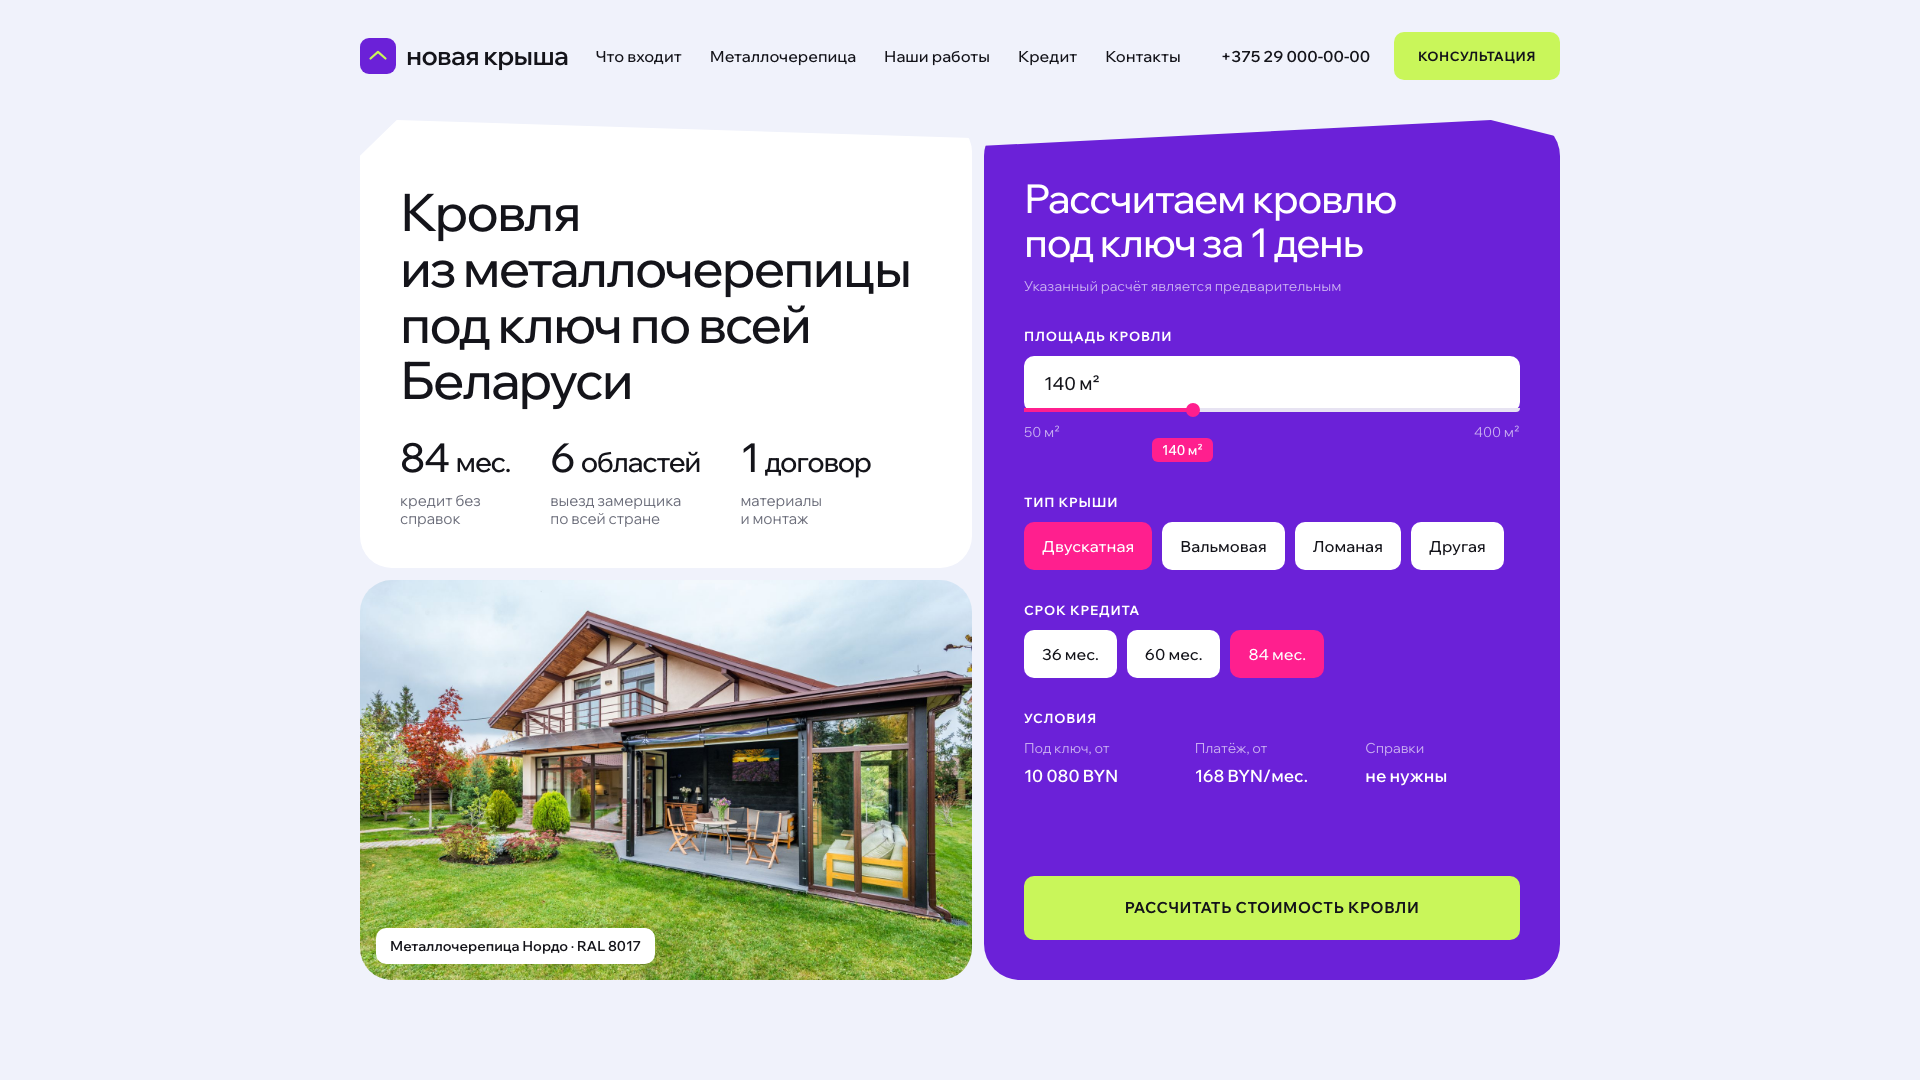 новая крыша
Что входит
Металлочерепица
Наши работы
Кредит
Контакты
+375 29 000-00-00
КОНСУЛЬТАЦИЯ
Кровля
из металлочерепицы
под ключ по всей
Беларуси
84 мес.
кредит без
справок
6 областей
выезд замерщика
по всей стране
1 договор
материалы
и монтаж
Металлочерепица Нордо · RAL 8017
Рассчитаем кровлю
под ключ за 1 день
Указанный расчёт является предварительным
ПЛОЩАДЬ КРОВЛИ
140 м²
50 м²
400 м²
140 м²
ТИП КРЫШИ
Двускатная
Вальмовая
Ломаная
Другая
СРОК КРЕДИТА
36 мес.
60 мес.
84 мес.
УСЛОВИЯ
Под ключ, от
10 080 BYN
Платёж, от
168 BYN/мес.
Справки
не нужны
РАССЧИТАТЬ СТОИМОСТЬ КРОВЛИ